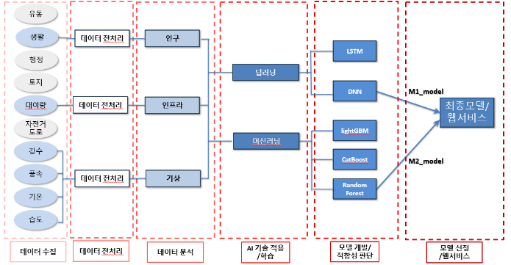 유동
생활
행정
토지
대이량
자전거
도로
강수
풍속
기온
습도
데이터 전처리
데이터 전처리
데이터 전처리
인구
인프라
기상
딥러닝
머신러닝
LSTM
DNN
lightGBM
CatBoost
Random
Forest
M1_model
M2_model
최종모델/
웹서비스
데이터 수집
데이터 전처리
데이터 분석
AI 기술 적용
/학습
모델 개발/
적합성 판단
모델 선정
/웹서비스